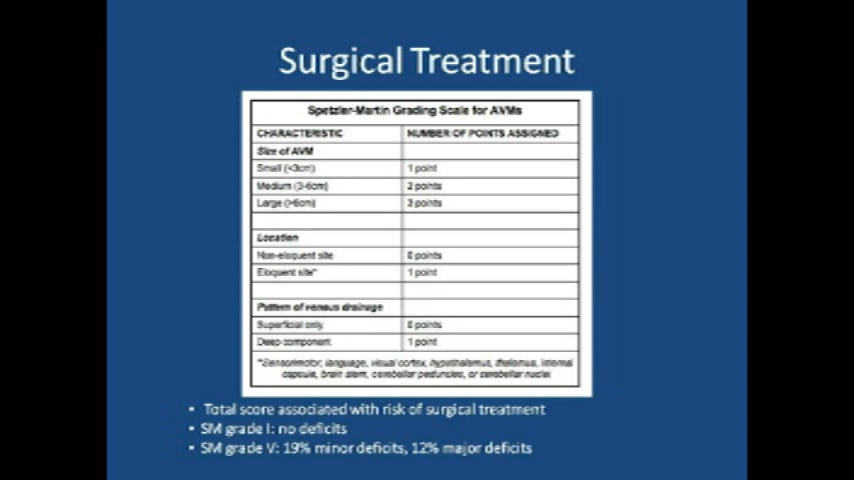 Surgical Treatment
Spetzler-Martin Grading Scale for AVMs
CHARACTERISTIC NUMBER OF POINTS ASSIGNED
Size of AVM
Small (<3cm) 1 point
Medium (3-6cm) 2 points
Large (>6cm) 3 points
Location
Non-eloquent site 0 points
Eloquent site* 1 point
Pattern of venous drainage
Superficial only 0 points
Deep component 1 point
*Sensorimotor, language, visual cortex, hypothalamus, thalamus, internal
capsule, brain stem, cerebellar peduncles, or cerebellar nuclei
• Total score associated with risk of surgical treatment
• SM grade I: no deficits
• SM grade V: 19% minor deficits, 12% major deficits